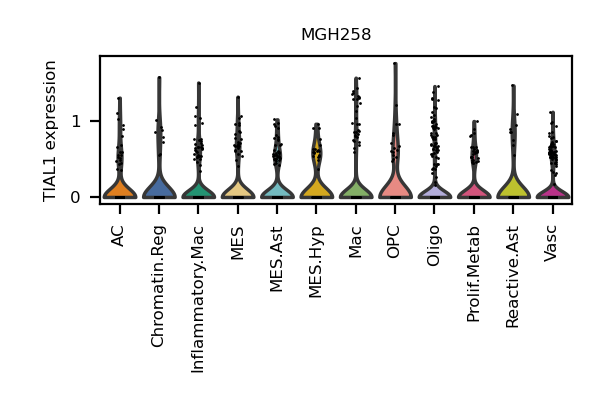 MGH258
TIAL1 expression
1
0
AC
Chromatin.Reg
Inflammatory.Mac
MES
MES.Ast
MES.Hyp
Mac
OPC
Oligo
Prolif.Metab
Reactive.Ast
Vasc